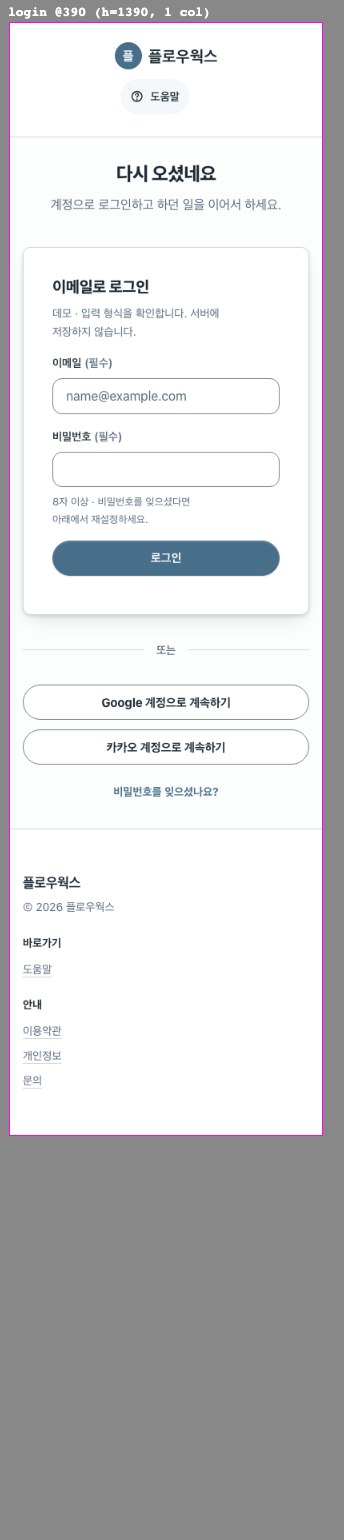 login @390 (h=1390, 1 col)
플 플로우웍스
도움말
다시 오셨네요
계정으로 로그인하고 하던 일을 이어서 하세요.
이메일로 로그인
데모 · 입력 형식을 확인합니다. 서버에
저장하지 않습니다.
이메일 (필수)
name@example.com
비밀번호 (필수)
8자 이상 · 비밀번호를 잊으셨다면
아래에서 재설정하세요.
로그인
또는
Google 계정으로 계속하기
카카오 계정으로 계속하기
비밀번호를 잊으셨나요?
플로우웍스
© 2026 플로우웍스
바로가기
도움말
안내
이용약관
개인정보
문의